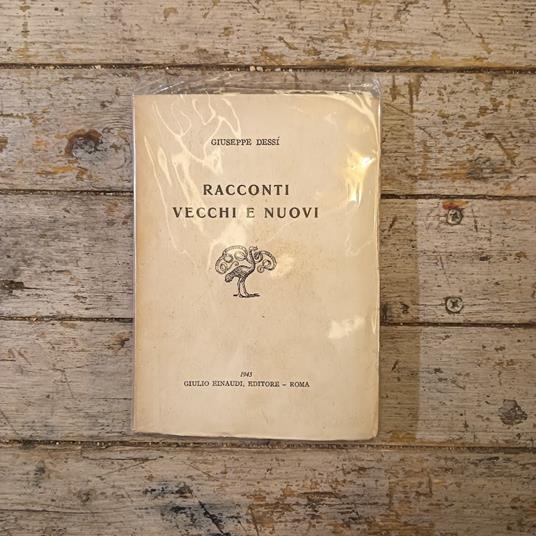 GIUSEPPE DESSÍ
RACCONTI
VECCHI E NUOVI
1945
GIULIO EINAUDI, EDITORE – ROMA